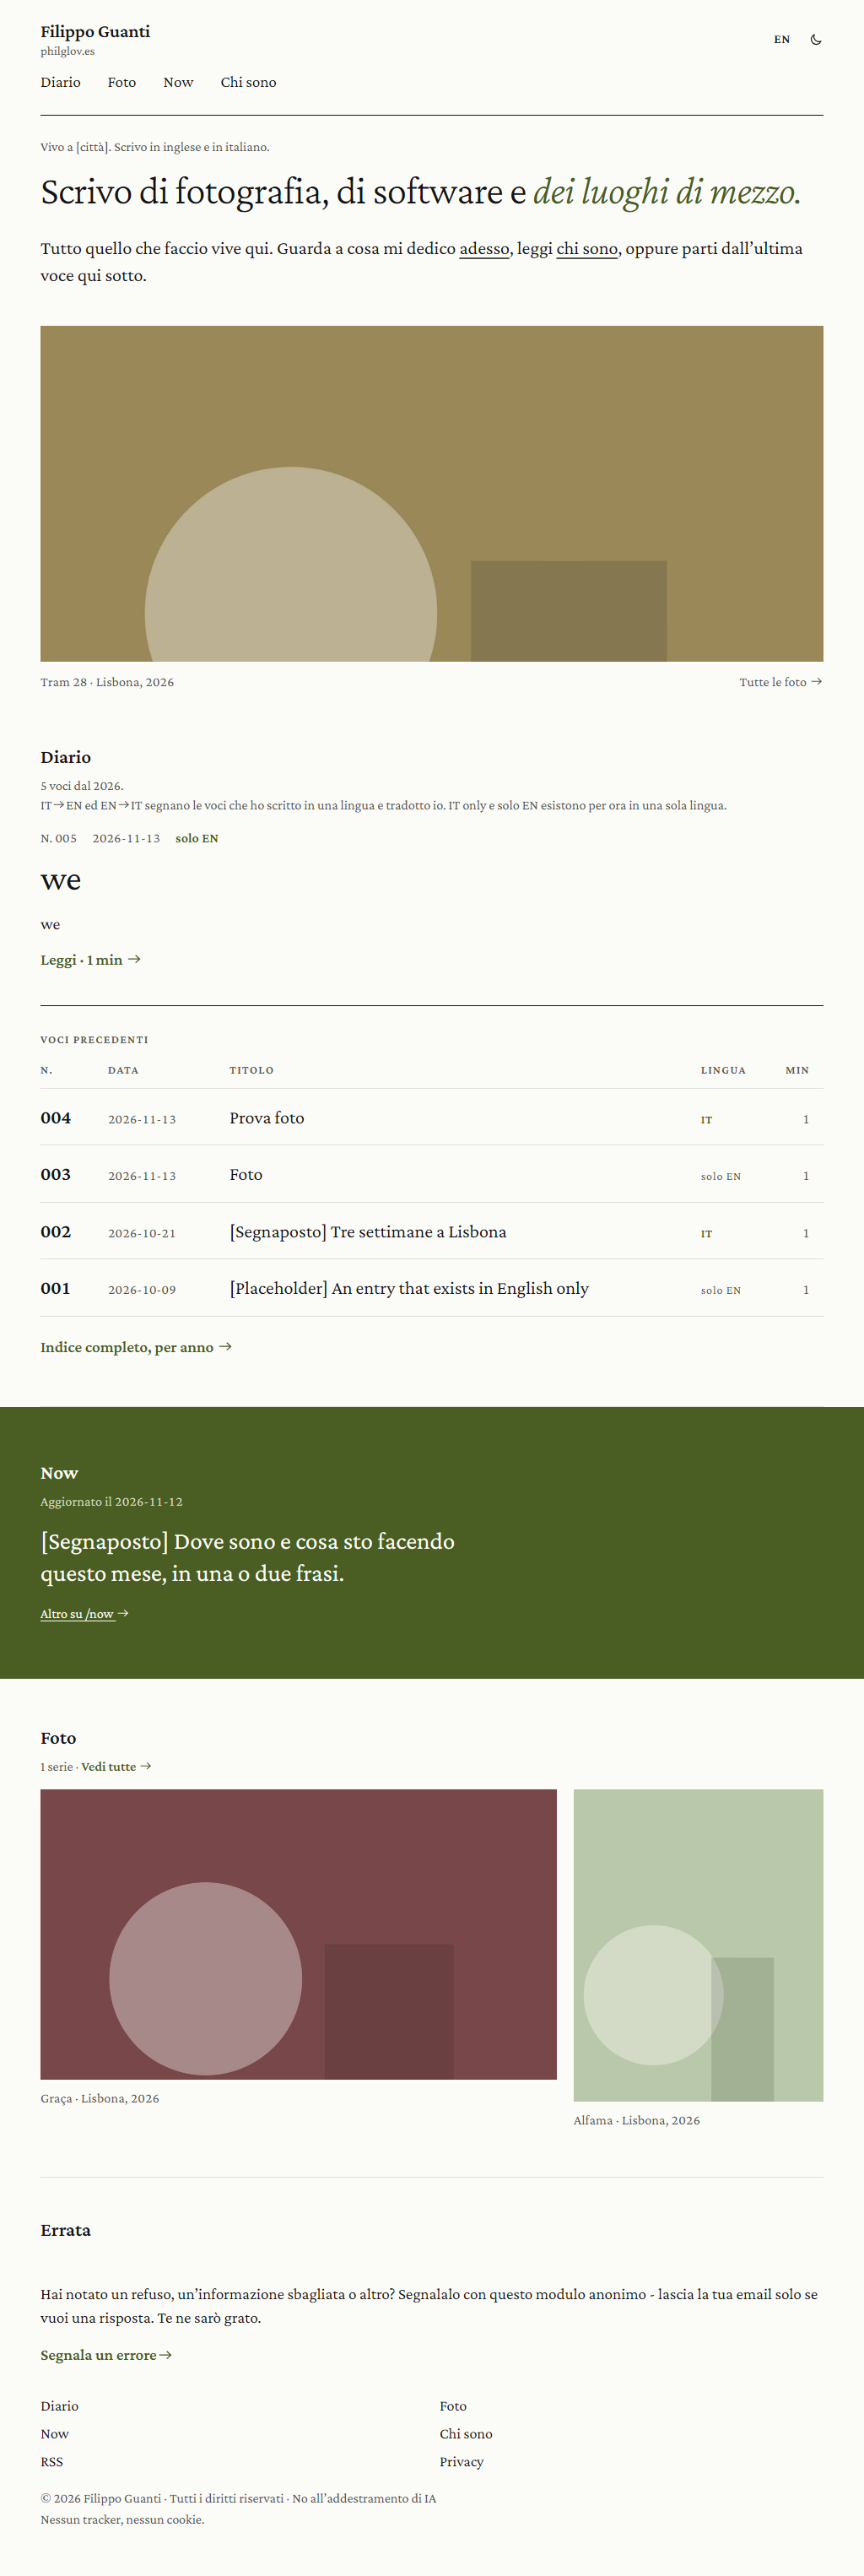 Filippo Guanti
philglov.es
EN
Diario Foto Now Chi sono
Vivo a [città]. Scrivo in inglese e in italiano.
Scrivo di fotografia, di software e dei luoghi di mezzo.
Tutto quello che faccio vive qui. Guarda a cosa mi dedico adesso, leggi chi sono, oppure parti dall’ultima
voce qui sotto.
Tram 28 · Lisbona, 2026
Tutte le foto →
Diario
5 voci dal 2026.
IT→EN ed EN→IT segnano le voci che ho scritto in una lingua e tradotto io. IT only e solo EN esistono per ora in una sola lingua.
N. 005 2026-11-13 solo EN
we
we
Leggi · 1 min →
VOCI PRECEDENTI
N. DATA TITOLO LINGUA MIN
004 2026-11-13 Prova foto IT 1
003 2026-11-13 Foto solo EN 1
002 2026-10-21 [Segnaposto] Tre settimane a Lisbona IT 1
001 2026-10-09 [Placeholder] An entry that exists in English only solo EN 1
Indice completo, per anno →
Now
Aggiornato il 2026-11-12
[Segnaposto] Dove sono e cosa sto facendo
questo mese, in una o due frasi.
Altro su /now →
Foto
1 serie · Vedi tutte →
Graça · Lisbona, 2026
Alfama · Lisbona, 2026
Errata
Hai notato un refuso, un’informazione sbagliata o altro? Segnalalo con questo modulo anonimo - lascia la tua email solo se
vuoi una risposta. Te ne sarò grato.
Segnala un errore→
Diario Foto
Now Chi sono
RSS Privacy
© 2026 Filippo Guanti · Tutti i diritti riservati · No all’addestramento di IA
Nessun tracker, nessun cookie.